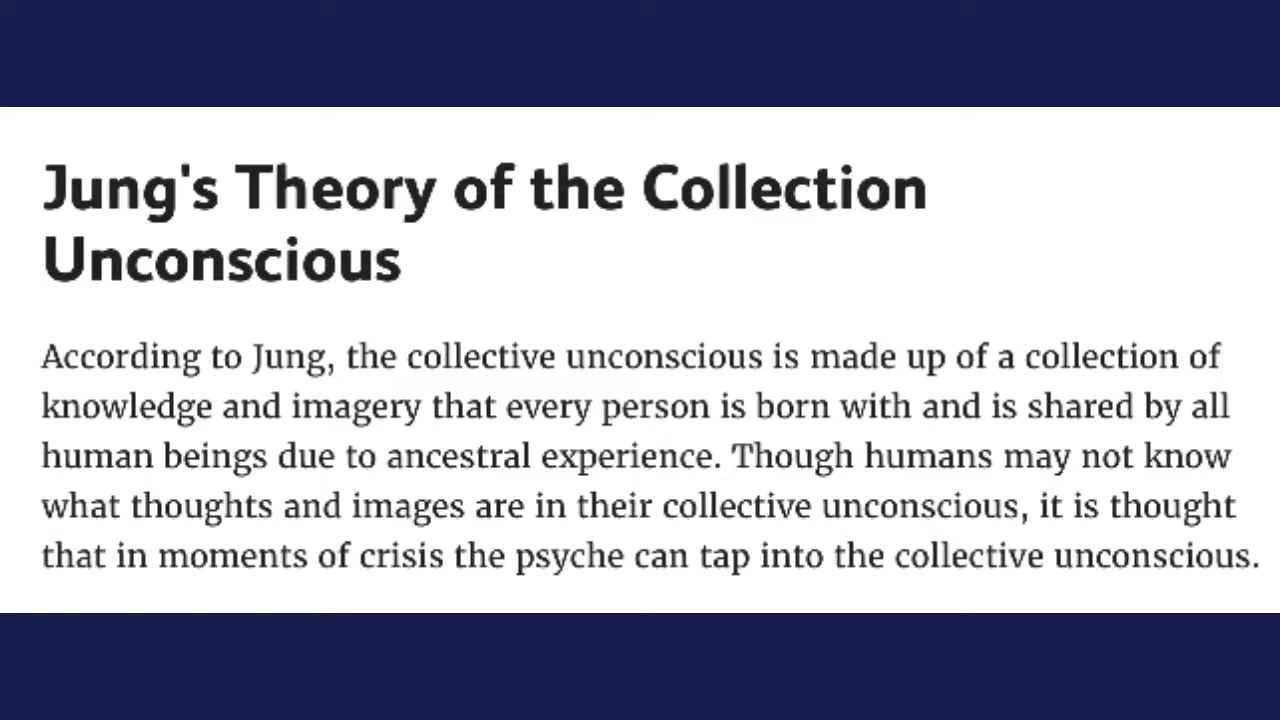 Jung's Theory of the Collection
Unconscious
According to Jung, the collective unconscious is made up of a collection of
knowledge and imagery that every person is born with and is shared by all
human beings due to ancestral experience. Though humans may not know
what thoughts and images are in their collective unconscious, it is thought
that in moments of crisis the psyche can tap into the collective unconscious.